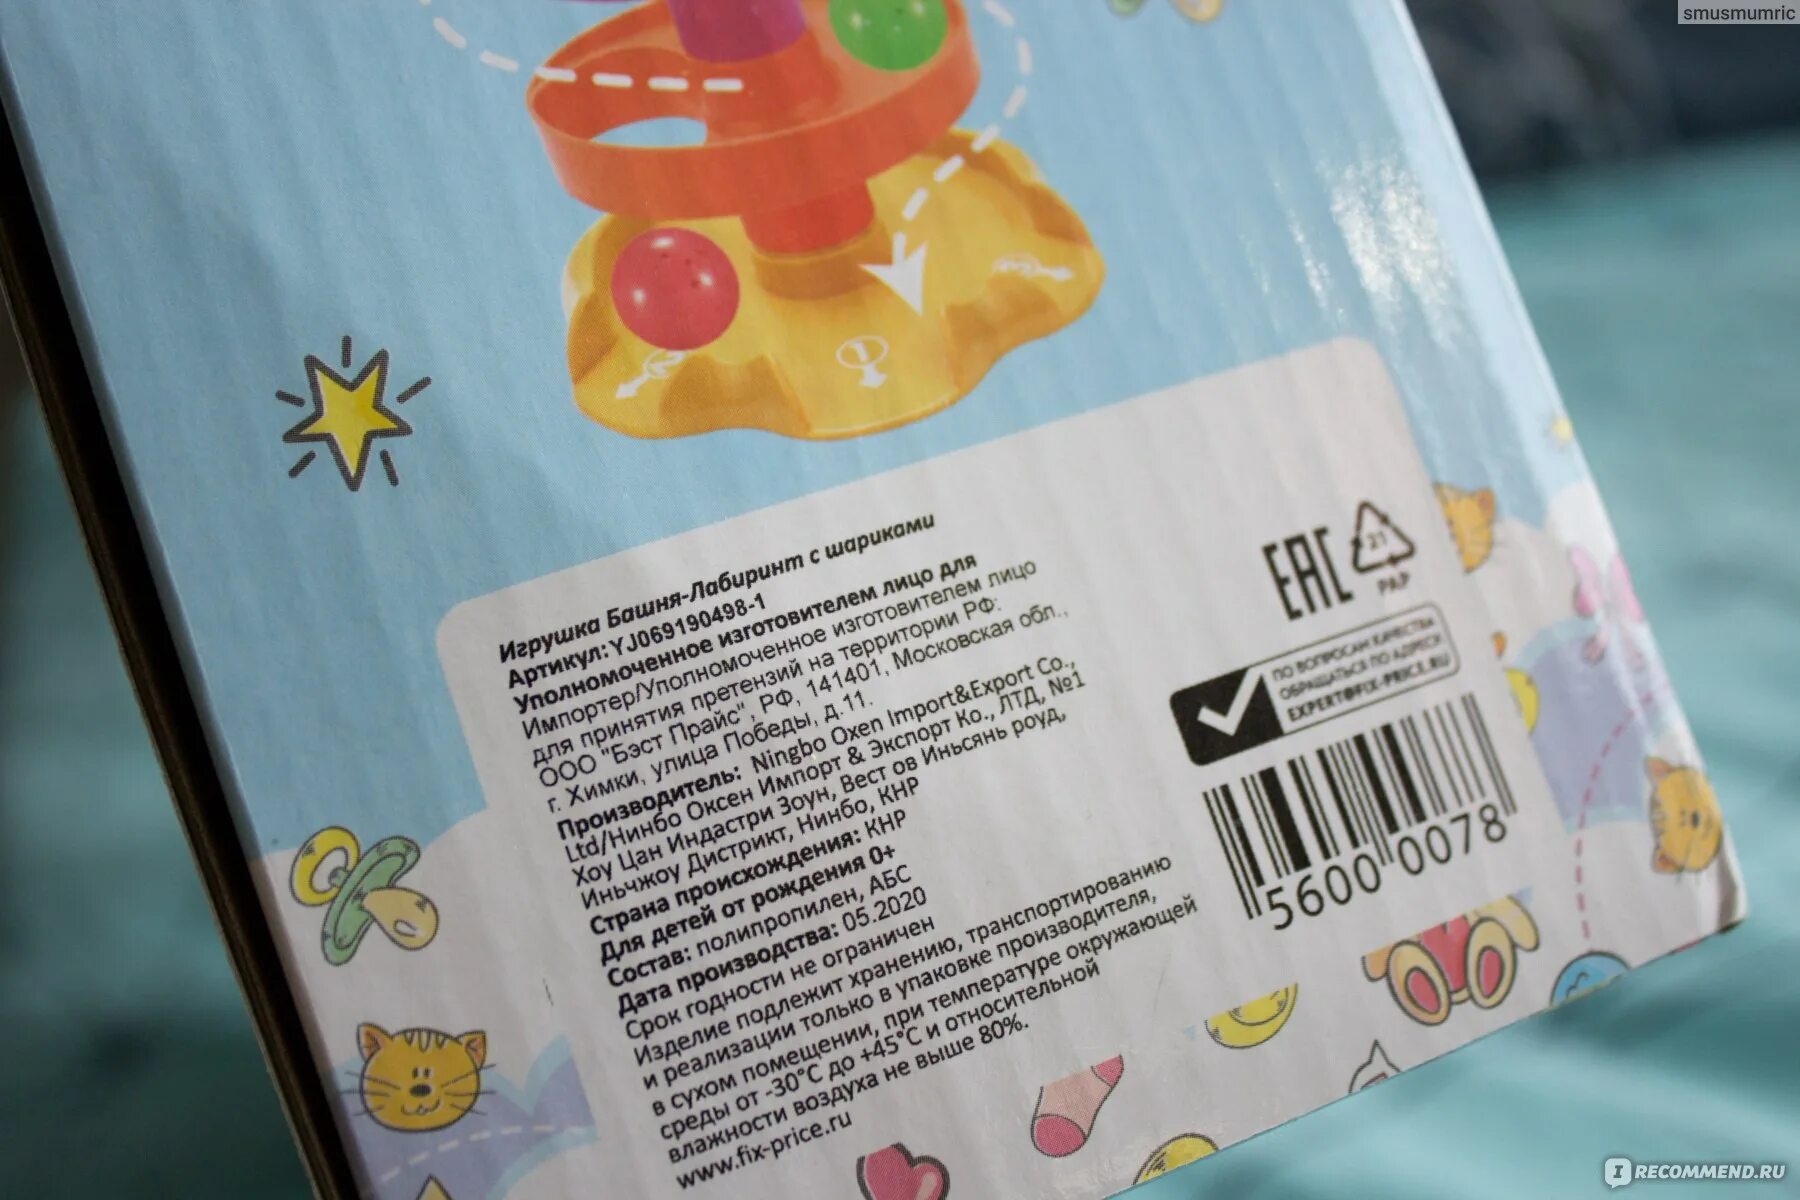 smusmumric
1
2
Игрушка Башня-Лабиринт с шариками
Артикул: YJ069190498-1
Уполномоченное изготовителем лицо для
Импортер/Уполномоченное изготовителем лицо
для принятия претензий на территории РФ:
ООО "Бэст Прайс", РФ, 141401, Московская обл.,
г. Химки, улица Победы, д.11.
Производитель: Ningbo Oxen Import&Export Co.,
Ltd/Нинбо Оксен Импорт & Экспорт Ко., ЛТД, №1
Хоу Цан Индастри Зоун, Вест ов Иньсянь роуд,
Иньчжоу Дистрикт, Нинбо, КНР
Страна происхождения: КНР
Для детей от рождения 0+
Состав: полипропилен, АБС
Дата производства: 05.2020
Срок годности не ограничен
Изделие подлежит хранению, транспортированию
и реализации только в упаковке производителя,
в сухом помещении, при температуре окружающей
среды от -30°С до +45°С и относительной
влажности воздуха не выше 80%.
www.fix-price.ru
EAC
21
PAP
ПО ВОПРОСАМ КАЧЕСТВА
ОБРАЩАТЬСЯ ПО АДРЕСУ
EXPERT@FIX-PRICE.RU
5600 0078
IRECOMMEND.RU